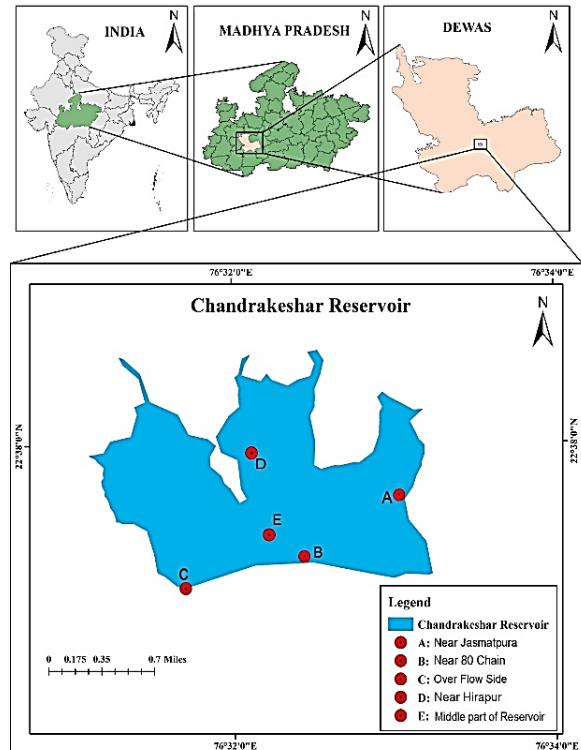 INDIA
N
MADHYA PRADESH
N
DEWAS
N
76°32'0"E
76°34'0"E
Chandrakeshar Reservoir
N
22°38'0"N
22°38'0"N
D
A
E
B
C
Legend
Chandrakeshar Reservoir
A: Near Jasmatpura
B: Near 80 Chain
C: Over Flow Side
D: Near Hirapur
E: Middle part of Reservoir
0 0.175 0.35 0.7 Miles
76°32'0"E
76°34'0"E